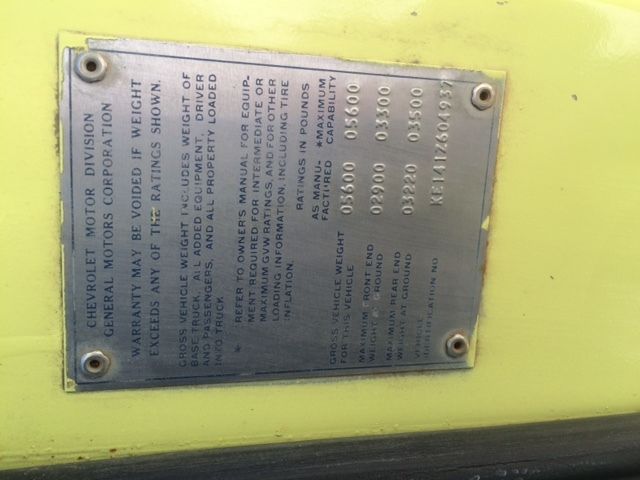 CHEVROLET MOTOR DIVISION
GENERAL MOTORS CORPORATION
WARRANTY MAY BE VOIDED IF WEIGHT
EXCEEDS ANY OF THE RATINGS SHOWN.
GROSS VEHICLE WEIGHT INCLUDES WEIGHT OF
BASE TRUCK, ALL ADDED EQUIPMENT, DRIVER
AND PASSENGERS, AND ALL PROPERTY LOADED
INTO TRUCK
* REFER TO OWNER'S MANUAL FOR EQUIP-
MENT REQUIRED FOR INTERMEDIATE OR
MAXIMUM GVW RATINGS, AND FOR OTHER
LOADING INFORMATION, INCLUDING TIRE
INFLATION.
RATINGS IN POUNDS
AS MANU- *MAXIMUM
FACTURED CAPABILITY
GROSS VEHICLE WEIGHT
FOR THIS VEHICLE 05600 05600
MAXIMUM FRONT END
WEIGHT AT GROUND 02900 03300
MAXIMUM REAR END
WEIGHT AT GROUND 03220 03500
VEHICLE
IDENTIFICATION NO KE141Z604937